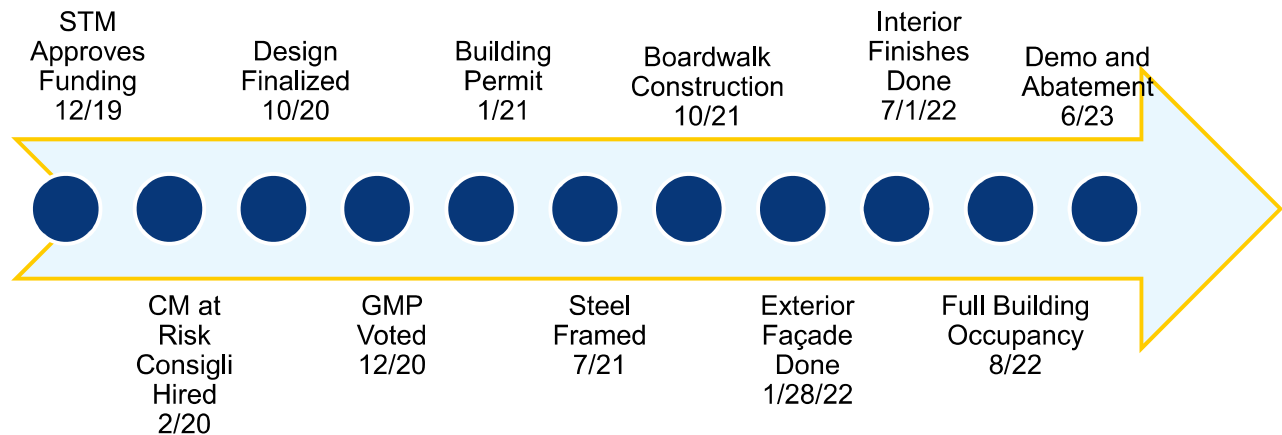 STM
Approves
Funding
12/19
CM at
Risk
Consigli
Hired
2/20
Design
Finalized
10/20
GMP
Voted
12/20
Building
Permit
1/21
Steel
Framed
7/21
Boardwalk
Construction
10/21
Exterior
Façade
Done
1/28/22
Interior
Finishes
Done
7/1/22
Full Building
Occupancy
8/22
Demo and
Abatement
6/23